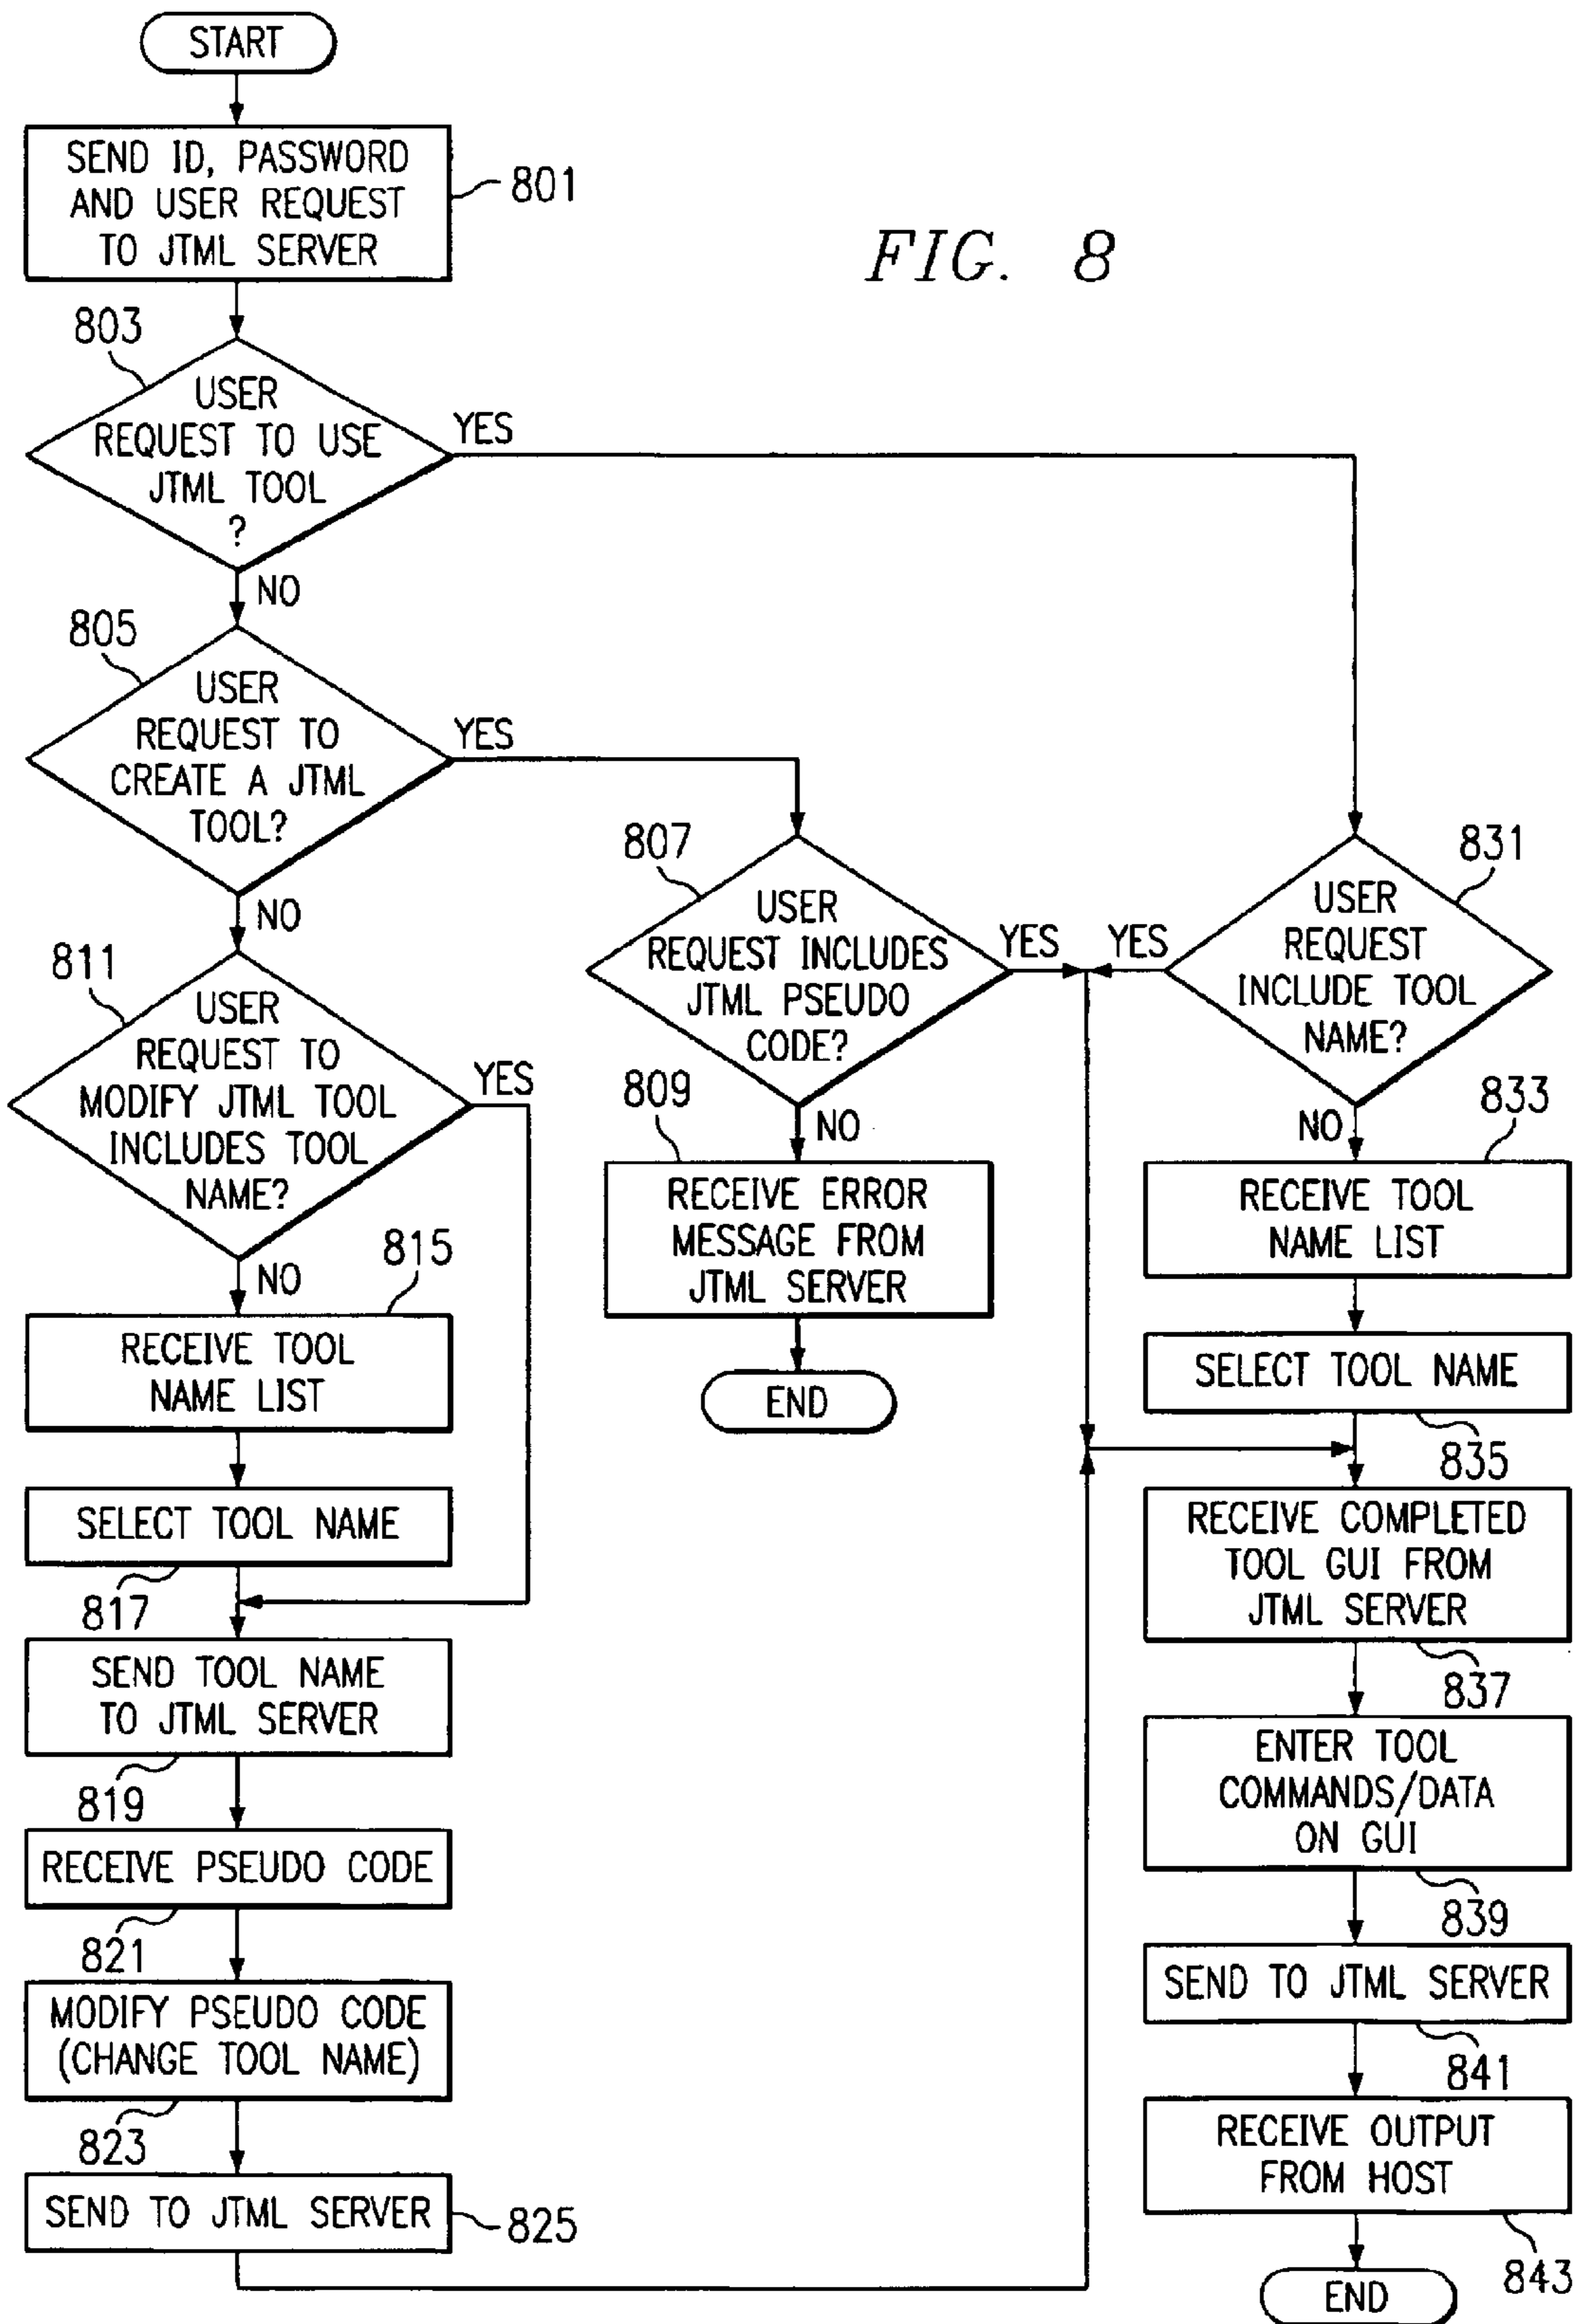 START
SEND ID, PASSWORD
AND USER REQUEST
TO JTML SERVER
801
FIG. 8
803
USER
REQUEST TO USE
JTML TOOL
?
YES
NO
805
USER
REQUEST TO
CREATE A JTML
TOOL?
YES
NO
807
USER
REQUEST INCLUDES
JTML PSEUDO
CODE?
YES
NO
809
RECEIVE ERROR
MESSAGE FROM
JTML SERVER
END
811
USER
REQUEST TO
MODIFY JTML TOOL
INCLUDES TOOL
NAME?
YES
NO
815
RECEIVE TOOL
NAME LIST
SELECT TOOL NAME
817
SEND TOOL NAME
TO JTML SERVER
819
RECEIVE PSEUDO CODE
821
MODIFY PSEUDO CODE
(CHANGE TOOL NAME)
823
SEND TO JTML SERVER
825
831
USER
REQUEST
INCLUDE TOOL
NAME?
YES
NO
833
RECEIVE TOOL
NAME LIST
SELECT TOOL NAME
835
RECEIVE COMPLETED
TOOL GUI FROM
JTML SERVER
837
ENTER TOOL
COMMANDS/DATA
ON GUI
839
SEND TO JTML SERVER
841
RECEIVE OUTPUT
FROM HOST
843
END